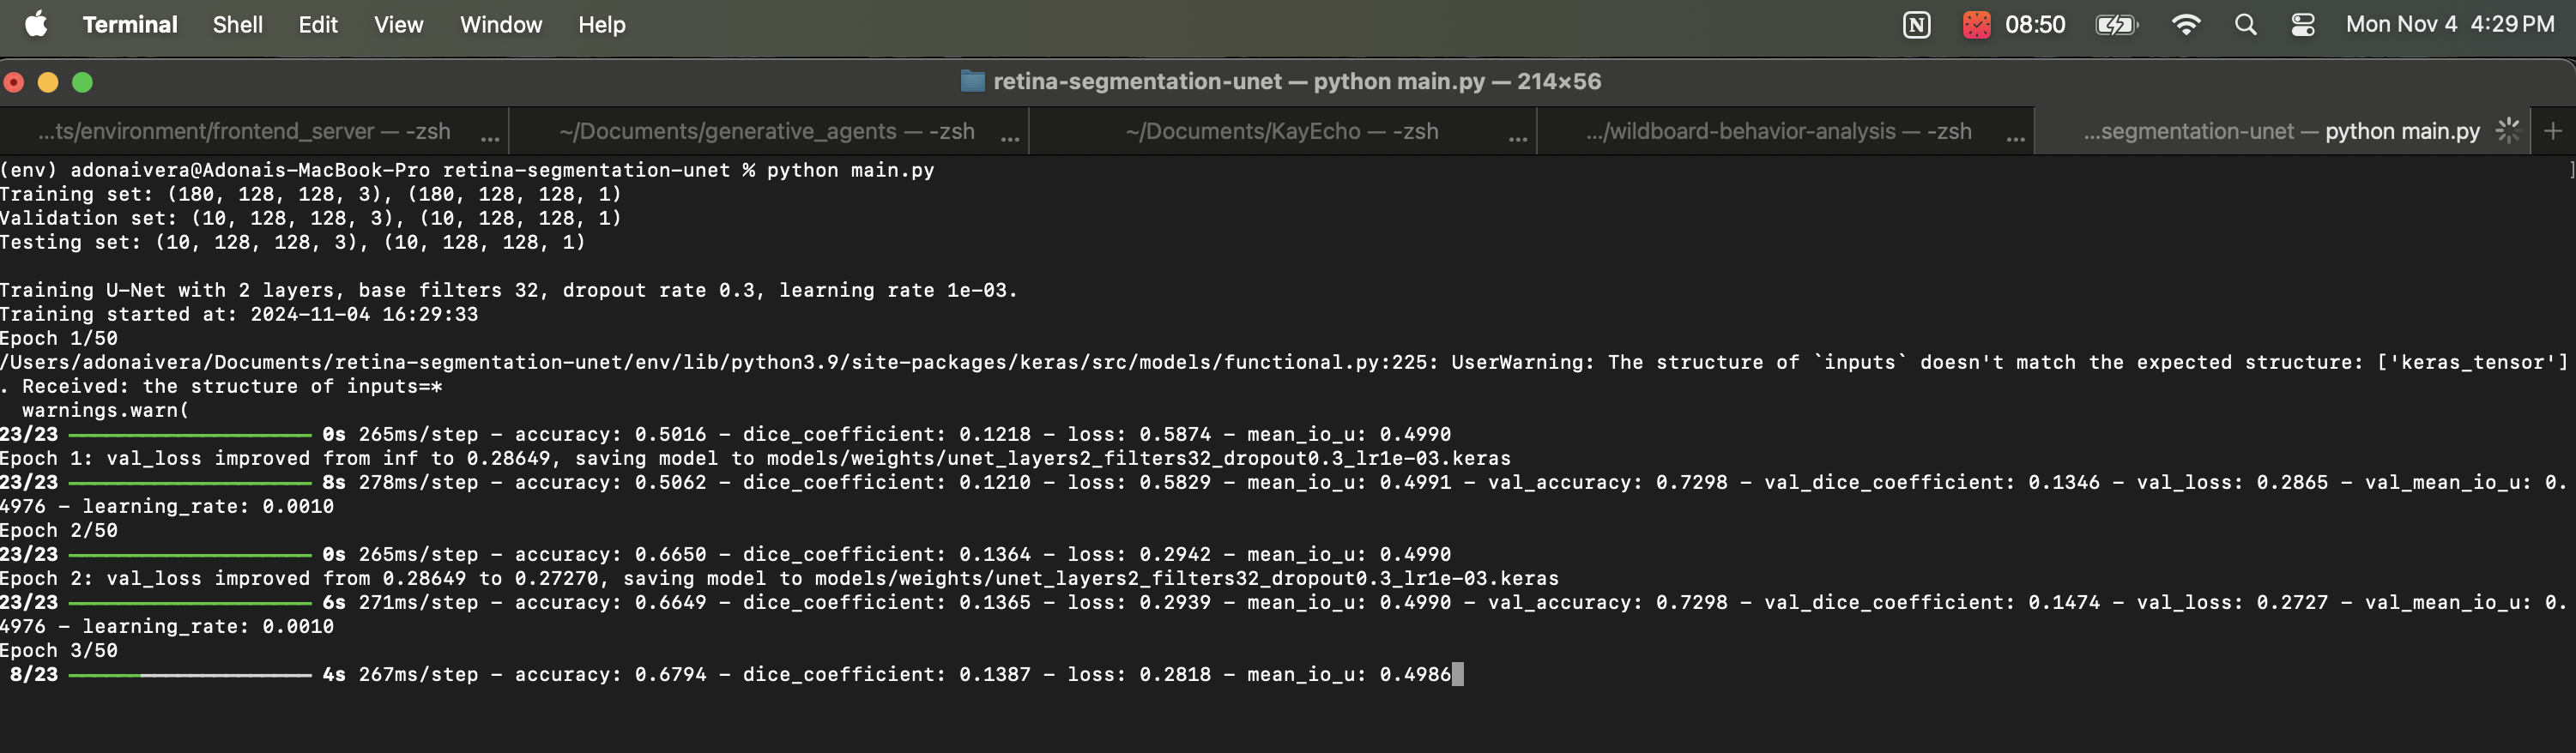 Terminal Shell Edit View Window Help 08:50 Mon Nov 4 4:29 PM
retina-segmentation-unet — python main.py — 214×56
...ts/environment/frontend_server — -zsh ... ~/Documents/generative_agents — -zsh ... ~/Documents/KayEcho — -zsh ... .../wildboard-behavior-analysis — -zsh ... ...segmentation-unet — python main.py +
(env) adonaivera@Adonais-MacBook-Pro retina-segmentation-unet % python main.py ]
Training set: (180, 128, 128, 3), (180, 128, 128, 1)
Validation set: (10, 128, 128, 3), (10, 128, 128, 1)
Testing set: (10, 128, 128, 3), (10, 128, 128, 1)
Training U-Net with 2 layers, base filters 32, dropout rate 0.3, learning rate 1e-03.
Training started at: 2024-11-04 16:29:33
Epoch 1/50
/Users/adonaivera/Documents/retina-segmentation-unet/env/lib/python3.9/site-packages/keras/src/models/functional.py:225: UserWarning: The structure of `inputs` doesn't match the expected structure: ['keras_tensor']
. Received: the structure of inputs=*
warnings.warn(
23/23 0s 265ms/step - accuracy: 0.5016 - dice_coefficient: 0.1218 - loss: 0.5874 - mean_io_u: 0.4990
Epoch 1: val_loss improved from inf to 0.28649, saving model to models/weights/unet_layers2_filters32_dropout0.3_lr1e-03.keras
23/23 8s 278ms/step - accuracy: 0.5062 - dice_coefficient: 0.1210 - loss: 0.5829 - mean_io_u: 0.4991 - val_accuracy: 0.7298 - val_dice_coefficient: 0.1346 - val_loss: 0.2865 - val_mean_io_u: 0.
4976 - learning_rate: 0.0010
Epoch 2/50
23/23 0s 265ms/step - accuracy: 0.6650 - dice_coefficient: 0.1364 - loss: 0.2942 - mean_io_u: 0.4990
Epoch 2: val_loss improved from 0.28649 to 0.27270, saving model to models/weights/unet_layers2_filters32_dropout0.3_lr1e-03.keras
23/23 6s 271ms/step - accuracy: 0.6649 - dice_coefficient: 0.1365 - loss: 0.2939 - mean_io_u: 0.4990 - val_accuracy: 0.7298 - val_dice_coefficient: 0.1474 - val_loss: 0.2727 - val_mean_io_u: 0.
4976 - learning_rate: 0.0010
Epoch 3/50
8/23 4s 267ms/step - accuracy: 0.6794 - dice_coefficient: 0.1387 - loss: 0.2818 - mean_io_u: 0.4986